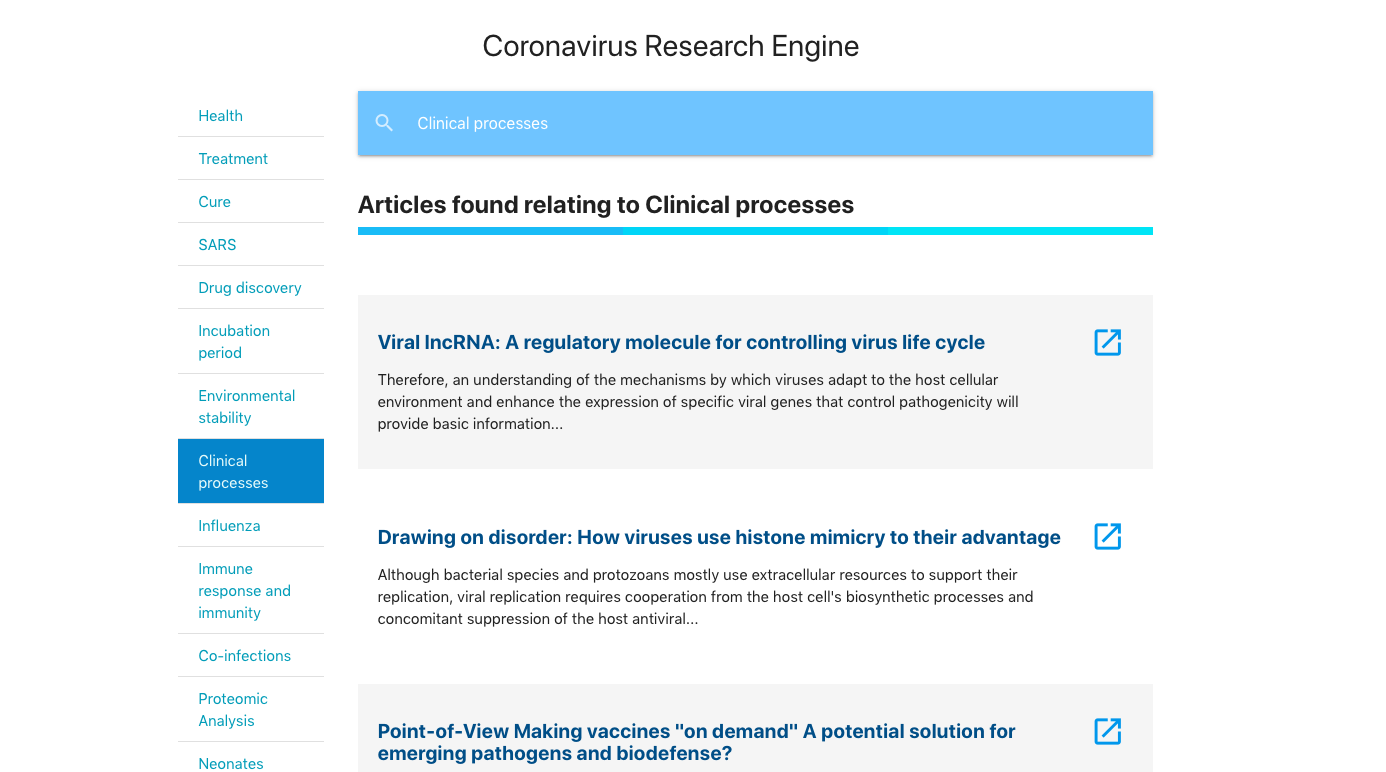 Coronavirus Research Engine
Health
Treatment
Cure
SARS
Drug discovery
Incubation
period
Environmental
stability
Clinical
processes
Influenza
Immune
response and
immunity
Co-infections
Proteomic
Analysis
Neonates
Clinical processes
Articles found relating to Clinical processes
Viral lncRNA: A regulatory molecule for controlling virus life cycle
Therefore, an understanding of the mechanisms by which viruses adapt to the host cellular
environment and enhance the expression of specific viral genes that control pathogenicity will
provide basic information...
Drawing on disorder: How viruses use histone mimicry to their advantage
Although bacterial species and protozoans mostly use extracellular resources to support their
replication, viral replication requires cooperation from the host cell's biosynthetic processes and
concomitant suppression of the host antiviral...
Point-of-View Making vaccines "on demand" A potential solution for
emerging pathogens and biodefense?